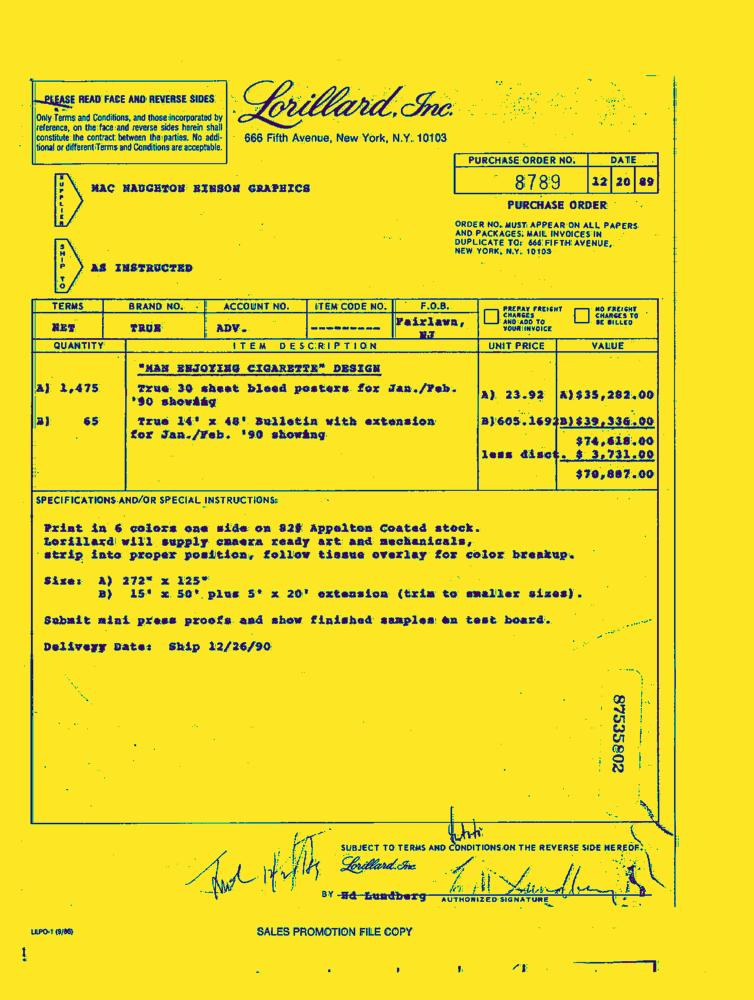 PLEASE READ FACE AND REVERSE SIDES
Only Terms and Conditions, and those incorporated by
reference, on the face and reverse sides herein shall
constitute the contract between the parties. No addi-
tional or different Terms and Conditions are acceptable.
Lorillard, Inc.
666 Fifth Avenue, New York, N.Y. 10103
PURCHASE ORDER NO. DATE
8789 12 20 89
PURCHASE ORDER
ORDER NO. MUST APPEAR ON ALL PAPERS
AND PACKAGES. MAIL INVOICES IN
DUPLICATE TO: 666 FIFTH AVENUE,
NEW YORK, N.Y. 10103
SUPPLIER
MAC NAUGHTON EINSON GRAPHICS
SHIP TO
AS INSTRUCTED
TERMS BRAND NO. ACCOUNT NO. ITEM CODE NO. F.O.B.
NET TRUE ADV. --------- Fairlawn, NJ
PREPAY FREIGHT CHARGES AND ADD TO YOUR INVOICE
NO FREIGHT CHARGES TO BE BILLED
QUANTITY ITEM DESCRIPTION UNIT PRICE VALUE
"MAN ENJOYING CIGARETTE" DESIGN
A) 1,475 True 30 sheet bleed posters for Jan./Feb. '90 showing A) 23.92 A)$35,282.00
B) 65 True 14' x 48' Bulletin with extension for Jan./Feb. '90 showing B)605.169 2B)$39,336.00
$74,618.00
less disct. $ 3,731.00
$70,887.00
SPECIFICATIONS AND/OR SPECIAL INSTRUCTIONS:
Print in 6 colors one side on 82# Appelton Coated stock.
Lorillard will supply cmaera ready art and mechanicals,
strip into proper position, follow tissue overlay for color breakup.
Size: A) 272" x 125"
B) 15' x 50' plus 5' x 20' extension (trim to smaller sizes).
Submit mini press proofs and show finished samples on test board.
Delivery Date: Ship 12/26/90
87535802
SUBJECT TO TERMS AND CONDITIONS ON THE REVERSE SIDE HEREOF.
Lorillard, Inc.
BY Ed Lundberg
AUTHORIZED SIGNATURE
LILPO-1 (9/86)
SALES PROMOTION FILE COPY